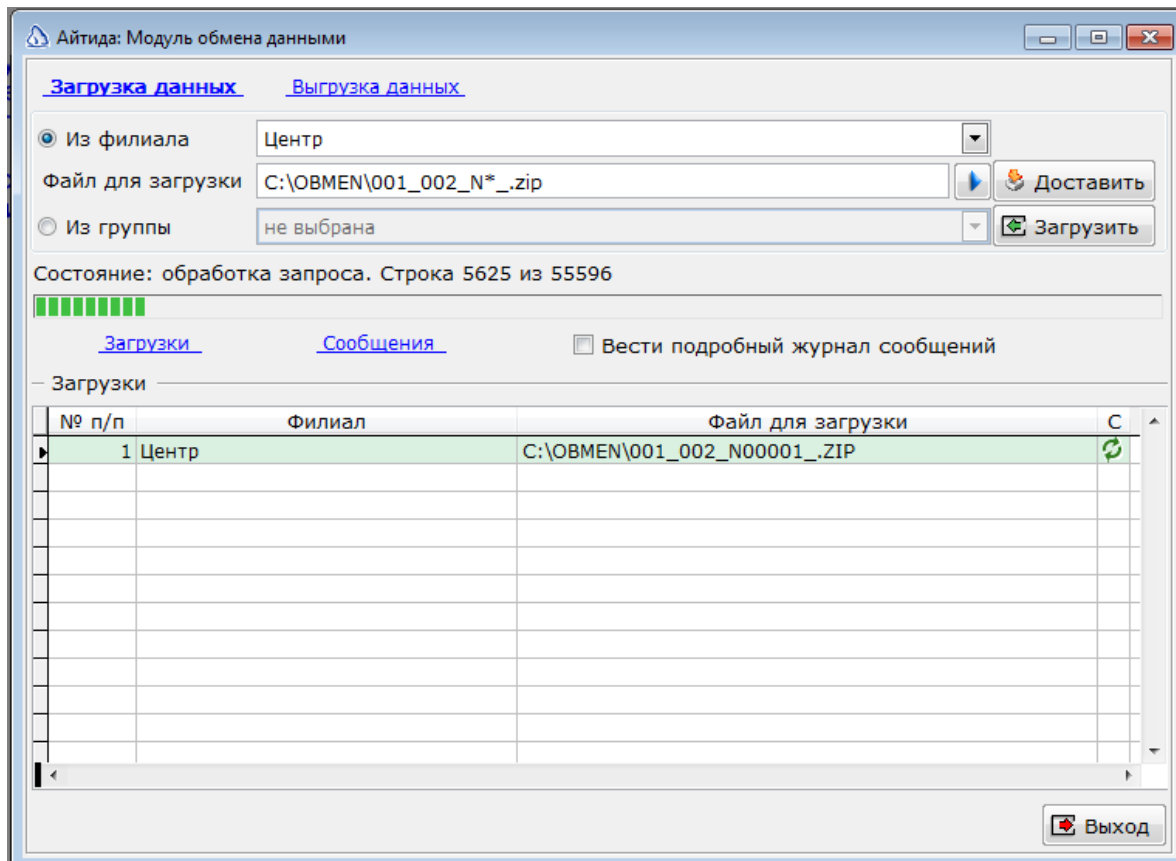 Айтида: Модуль обмена данными
Загрузка данных Выгрузка данных
Из филиала Центр
Файл для загрузки C:\OBMEN\001_002_N*_.zip Доставить
Из группы не выбрана Загрузить
Состояние: обработка запроса. Строка 5625 из 55596
Загрузки Сообщения Вести подробный журнал сообщений
Загрузки
№ п/п Филиал Файл для загрузки С
1 Центр C:\OBMEN\001_002_N00001_.ZIP
Выход